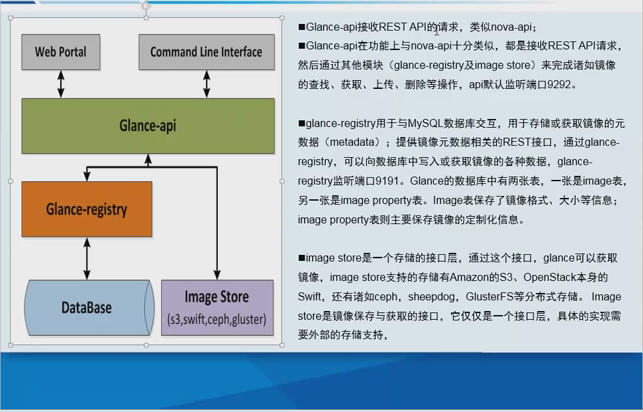 Web Portal
Command Line Interface
Glance-api
Glance-registry
DataBase
Image Store
(s3,swift,ceph,gluster)
■Glance-api接收REST API的请求，类似nova-api；
■Glance-api在功能上与nova-api十分类似，都是接收REST API请求，
然后通过其他模块（glance-registry及image store）来完成诸如镜像
的查找、获取、上传、删除等操作，api默认监听端口9292。
■glance-registry用于与MySQL数据库交互，用于存储或获取镜像的元
数据（metadata）；提供镜像元数据相关的REST接口，通过glance-
registry，可以向数据库中写入或获取镜像的各种数据，glance-
registry监听端口9191。Glance的数据库中有两张表，一张是image表，
另一张是image property表。Image表保存了镜像格式、大小等信息；
image property表则主要保存镜像的定制化信息。
■image store是一个存储的接口层，通过这个接口，glance可以获取
镜像，image store支持的存储有Amazon的S3、OpenStack本身的
Swift，还有诸如ceph，sheepdog，GlusterFS等分布式存储。 Image
store是镜像保存与获取的接口，它仅仅是一个接口层，具体的实现需
要外部的存储支持，